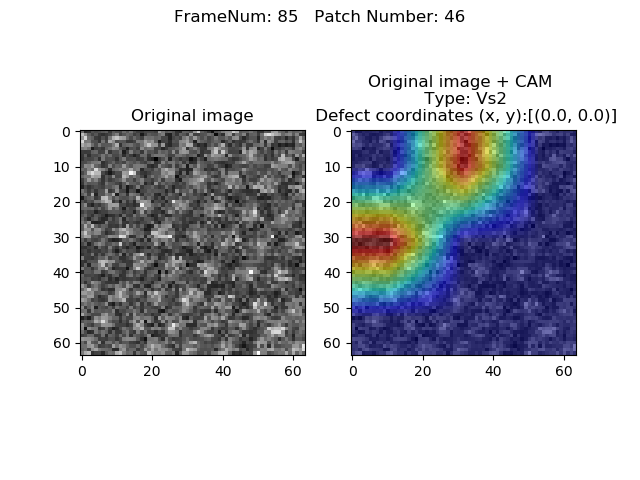 FrameNum: 85   Patch Number: 46
Original image
Original image + CAM
Type: Vs2
Defect coordinates (x, y):[(0.0, 0.0)]
0
10
20
30
40
50
60
0 20 40 60
0
10
20
30
40
50
60
0 20 40 60